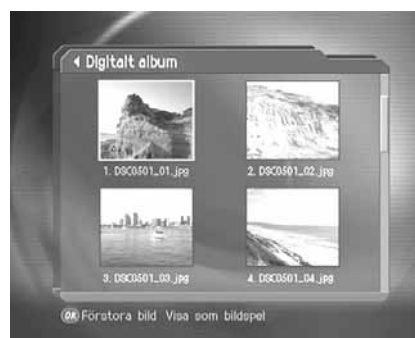 Digitalt album
1. DSC0501_01.jpg
2. DSC0501_02.jpg
3. DSC0501_03.jpg
4. DSC0501_04.jpg
OK Förstora bild Visa som bildspel